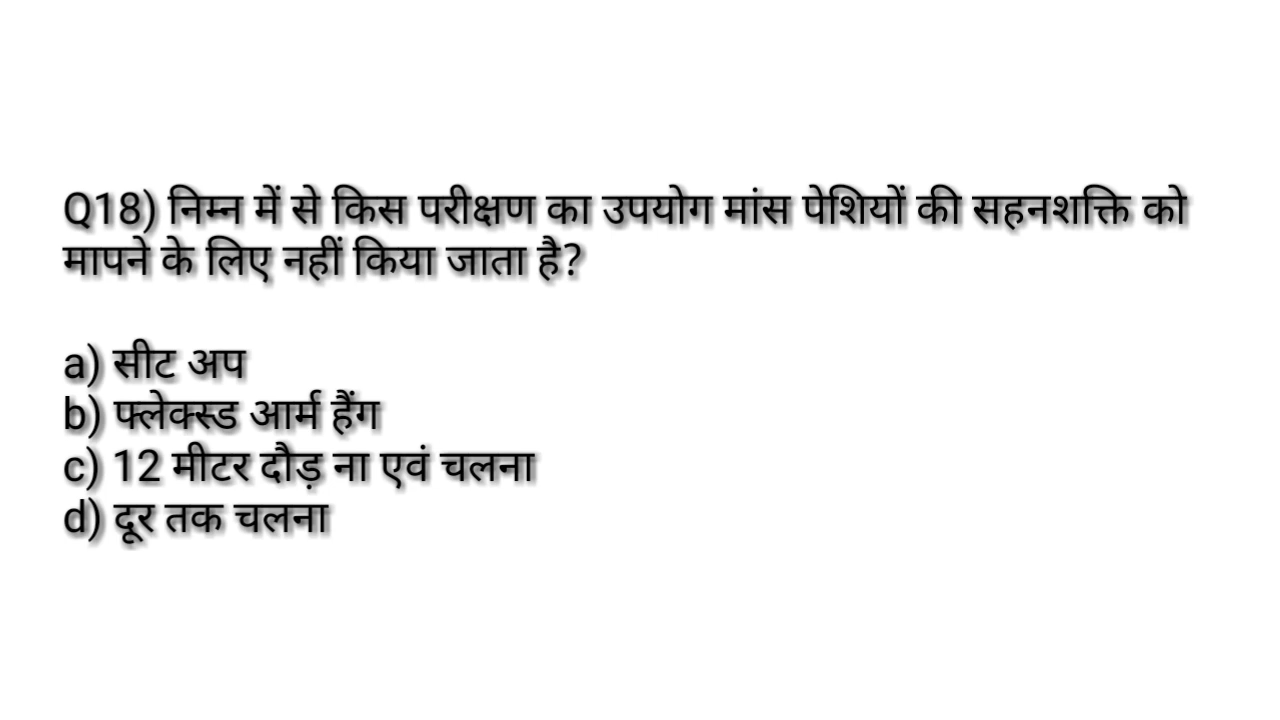 Q18) निम्न में से किस परीक्षण का उपयोग मांस पेशियों की सहनशक्ति को
मापने के लिए नहीं किया जाता है?
a) सीट अप
b) फ्लेक्स्ड आर्म हैंग
c) 12 मीटर दौड़ ना एवं चलना
d) दूर तक चलना